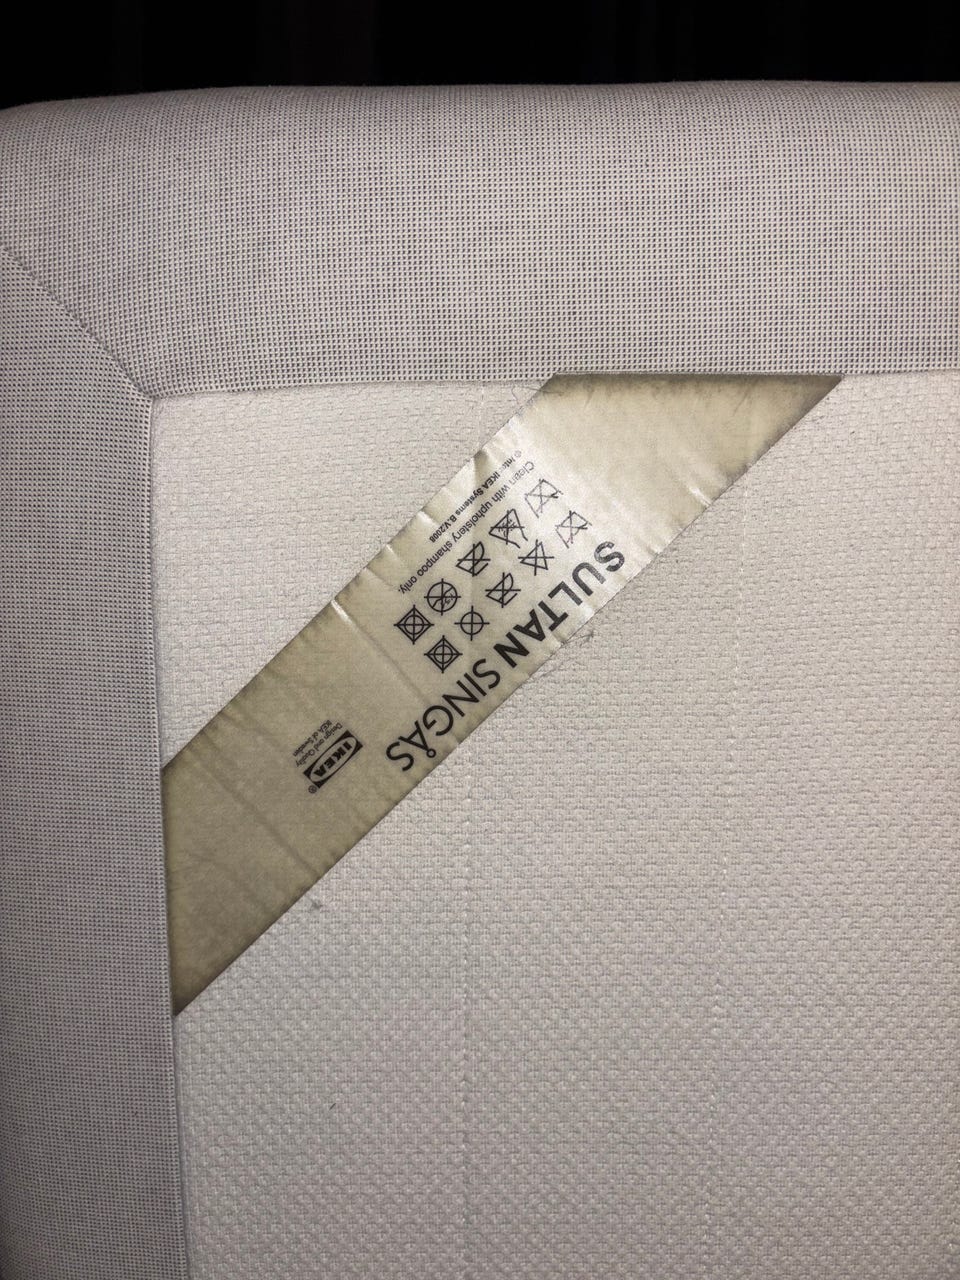 SULTAN SINGÅS
Clean with upholstery shampoo only.
© Inter IKEA Systems B.V.2008
IKEA®
Design and Quality
IKEA of Sweden